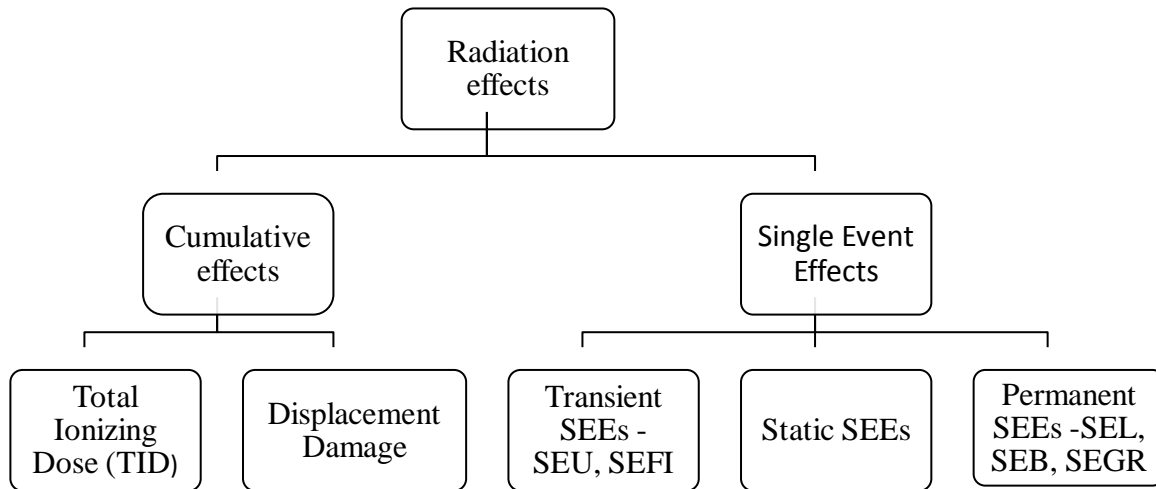 Radiation
effects
Cumulative
effects
Single Event
Effects
Total
Ionizing
Dose (TID)
Displacement
Damage
Transient
SEEs -
SEU, SEFI
Static SEEs
Permanent
SEEs -SEL,
SEB, SEGR